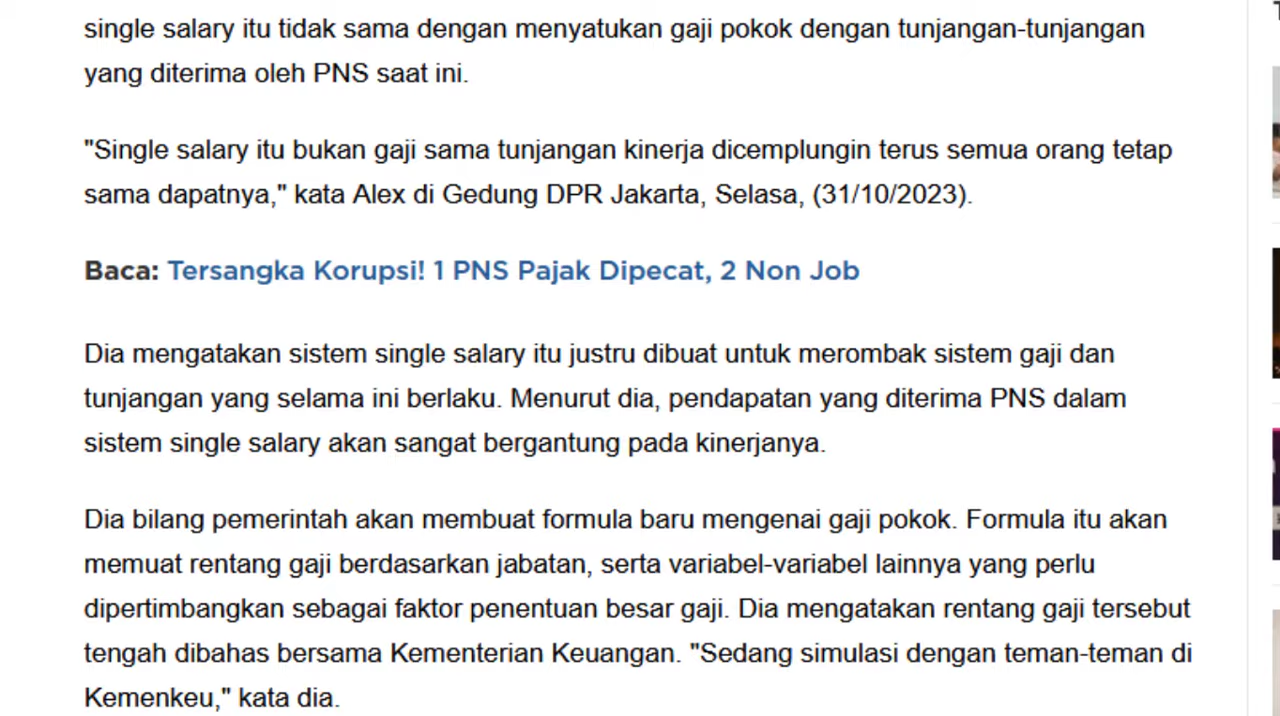 single salary itu tidak sama dengan menyatukan gaji pokok dengan tunjangan-tunjangan
yang diterima oleh PNS saat ini.
"Single salary itu bukan gaji sama tunjangan kinerja dicemplungin terus semua orang tetap
sama dapatnya," kata Alex di Gedung DPR Jakarta, Selasa, (31/10/2023).
Baca: Tersangka Korupsi! 1 PNS Pajak Dipecat, 2 Non Job
Dia mengatakan sistem single salary itu justru dibuat untuk merombak sistem gaji dan
tunjangan yang selama ini berlaku. Menurut dia, pendapatan yang diterima PNS dalam
sistem single salary akan sangat bergantung pada kinerjanya.
Dia bilang pemerintah akan membuat formula baru mengenai gaji pokok. Formula itu akan
memuat rentang gaji berdasarkan jabatan, serta variabel-variabel lainnya yang perlu
dipertimbangkan sebagai faktor penentuan besar gaji. Dia mengatakan rentang gaji tersebut
tengah dibahas bersama Kementerian Keuangan. "Sedang simulasi dengan teman-teman di
Kemenkeu," kata dia.